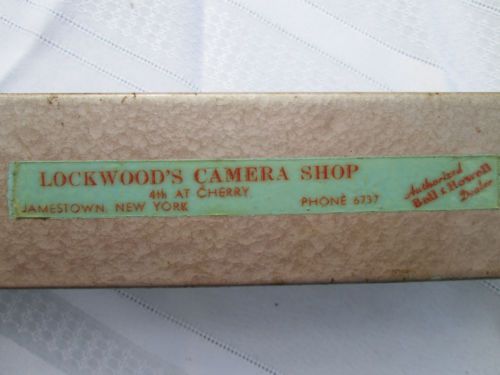 LOCKWOOD'S CAMERA SHOP
4th AT CHERRY
JAMESTOWN, NEW YORK PHONE 6737
Authorized
Bell & Howell
Dealer